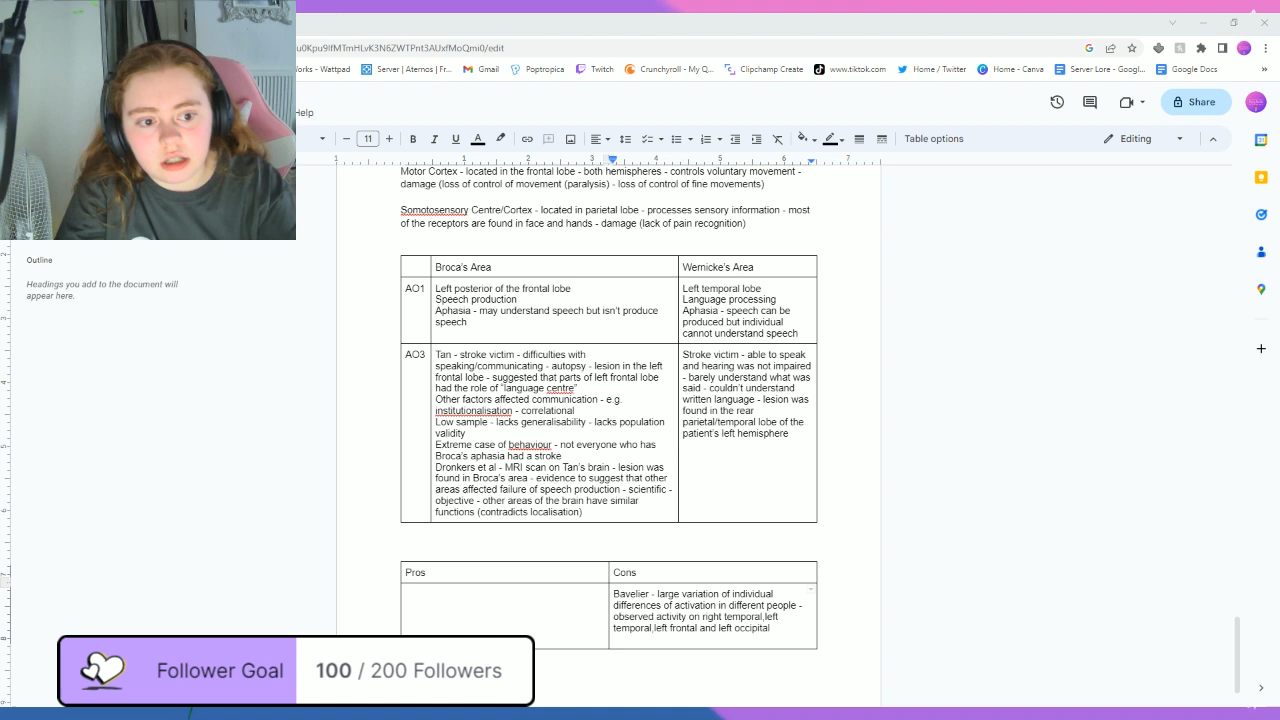 u0Kpu9lfMTmHLvK3N6ZWTPnt3AUxfMoQmi0/edit
Vorks - Wattpad
Server | Aternos | Fr...
Gmail
Poptropica
Twitch
Crunchyroll - My Q...
Clipchamp Create
www.tiktok.com
Home / Twitter
Home - Canva
Server Lore - Googl...
Google Docs
Help
Share
11
Table options
Editing
1 1 2 3 4 5 6 7
Motor Cortex - located in the frontal lobe - both hemispheres - controls voluntary movement -
damage (loss of control of movement (paralysis) - loss of control of fine movements)
Somotosensory Centre/Cortex - located in parietal lobe - processes sensory information - most
of the receptors are found in face and hands - damage (lack of pain recognition)
Outline
Headings you add to the document will
appear here.
Broca's Area
Wernicke's Area
AO1
Left posterior of the frontal lobe
Speech production
Aphasia - may understand speech but isn't produce
speech
Left temporal lobe
Language processing
Aphasia - speech can be
produced but individual
cannot understand speech
AO3
Tan - stroke victim - difficulties with
speaking/communicating - autopsy - lesion in the left
frontal lobe - suggested that parts of left frontal lobe
had the role of "language centre"
Other factors affected communication - e.g.
institutionalisation - correlational
Low sample - lacks generalisability - lacks population
validity
Extreme case of behaviour - not everyone who has
Broca's aphasia had a stroke
Dronkers et al - MRI scan on Tan's brain - lesion was
found in Broca's area - evidence to suggest that other
areas affected failure of speech production - scientific -
objective - other areas of the brain have similar
functions (contradicts localisation)
Stroke victim - able to speak
and hearing was not impaired
- barely understand what was
said - couldn't understand
written language - lesion was
found in the rear
parietal/temporal lobe of the
patient's left hemisphere
Pros
Cons
Bavelier - large variation of individual
differences of activation in different people -
observed activity on right temporal,left
temporal,left frontal and left occipital
Follower Goal
100 / 200 Followers